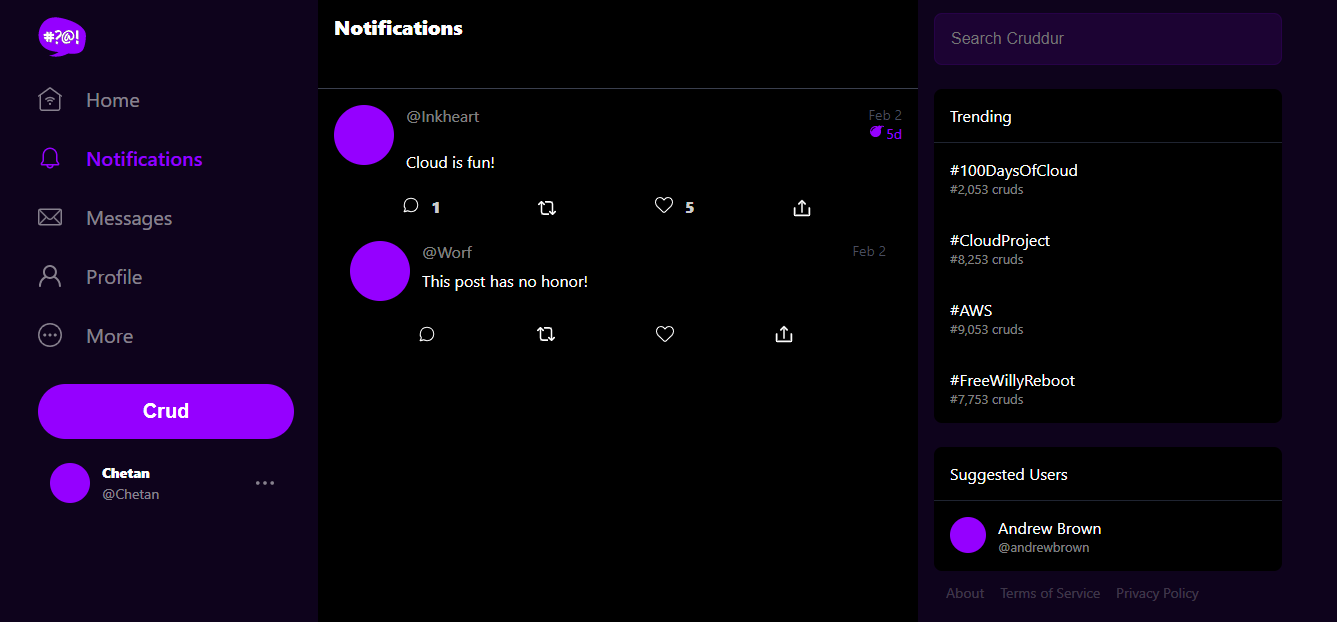 #?@!
Home
Notifications
Messages
Profile
More
Crud
Chetan
@Chetan
Notifications
@Inkheart
Feb 2
5d
Cloud is fun!
1
5
@Worf
Feb 2
This post has no honor!
Search Cruddur
Trending
#100DaysOfCloud
#2,053 cruds
#CloudProject
#8,253 cruds
#AWS
#9,053 cruds
#FreeWillyReboot
#7,753 cruds
Suggested Users
Andrew Brown
@andrewbrown
About Terms of Service Privacy Policy